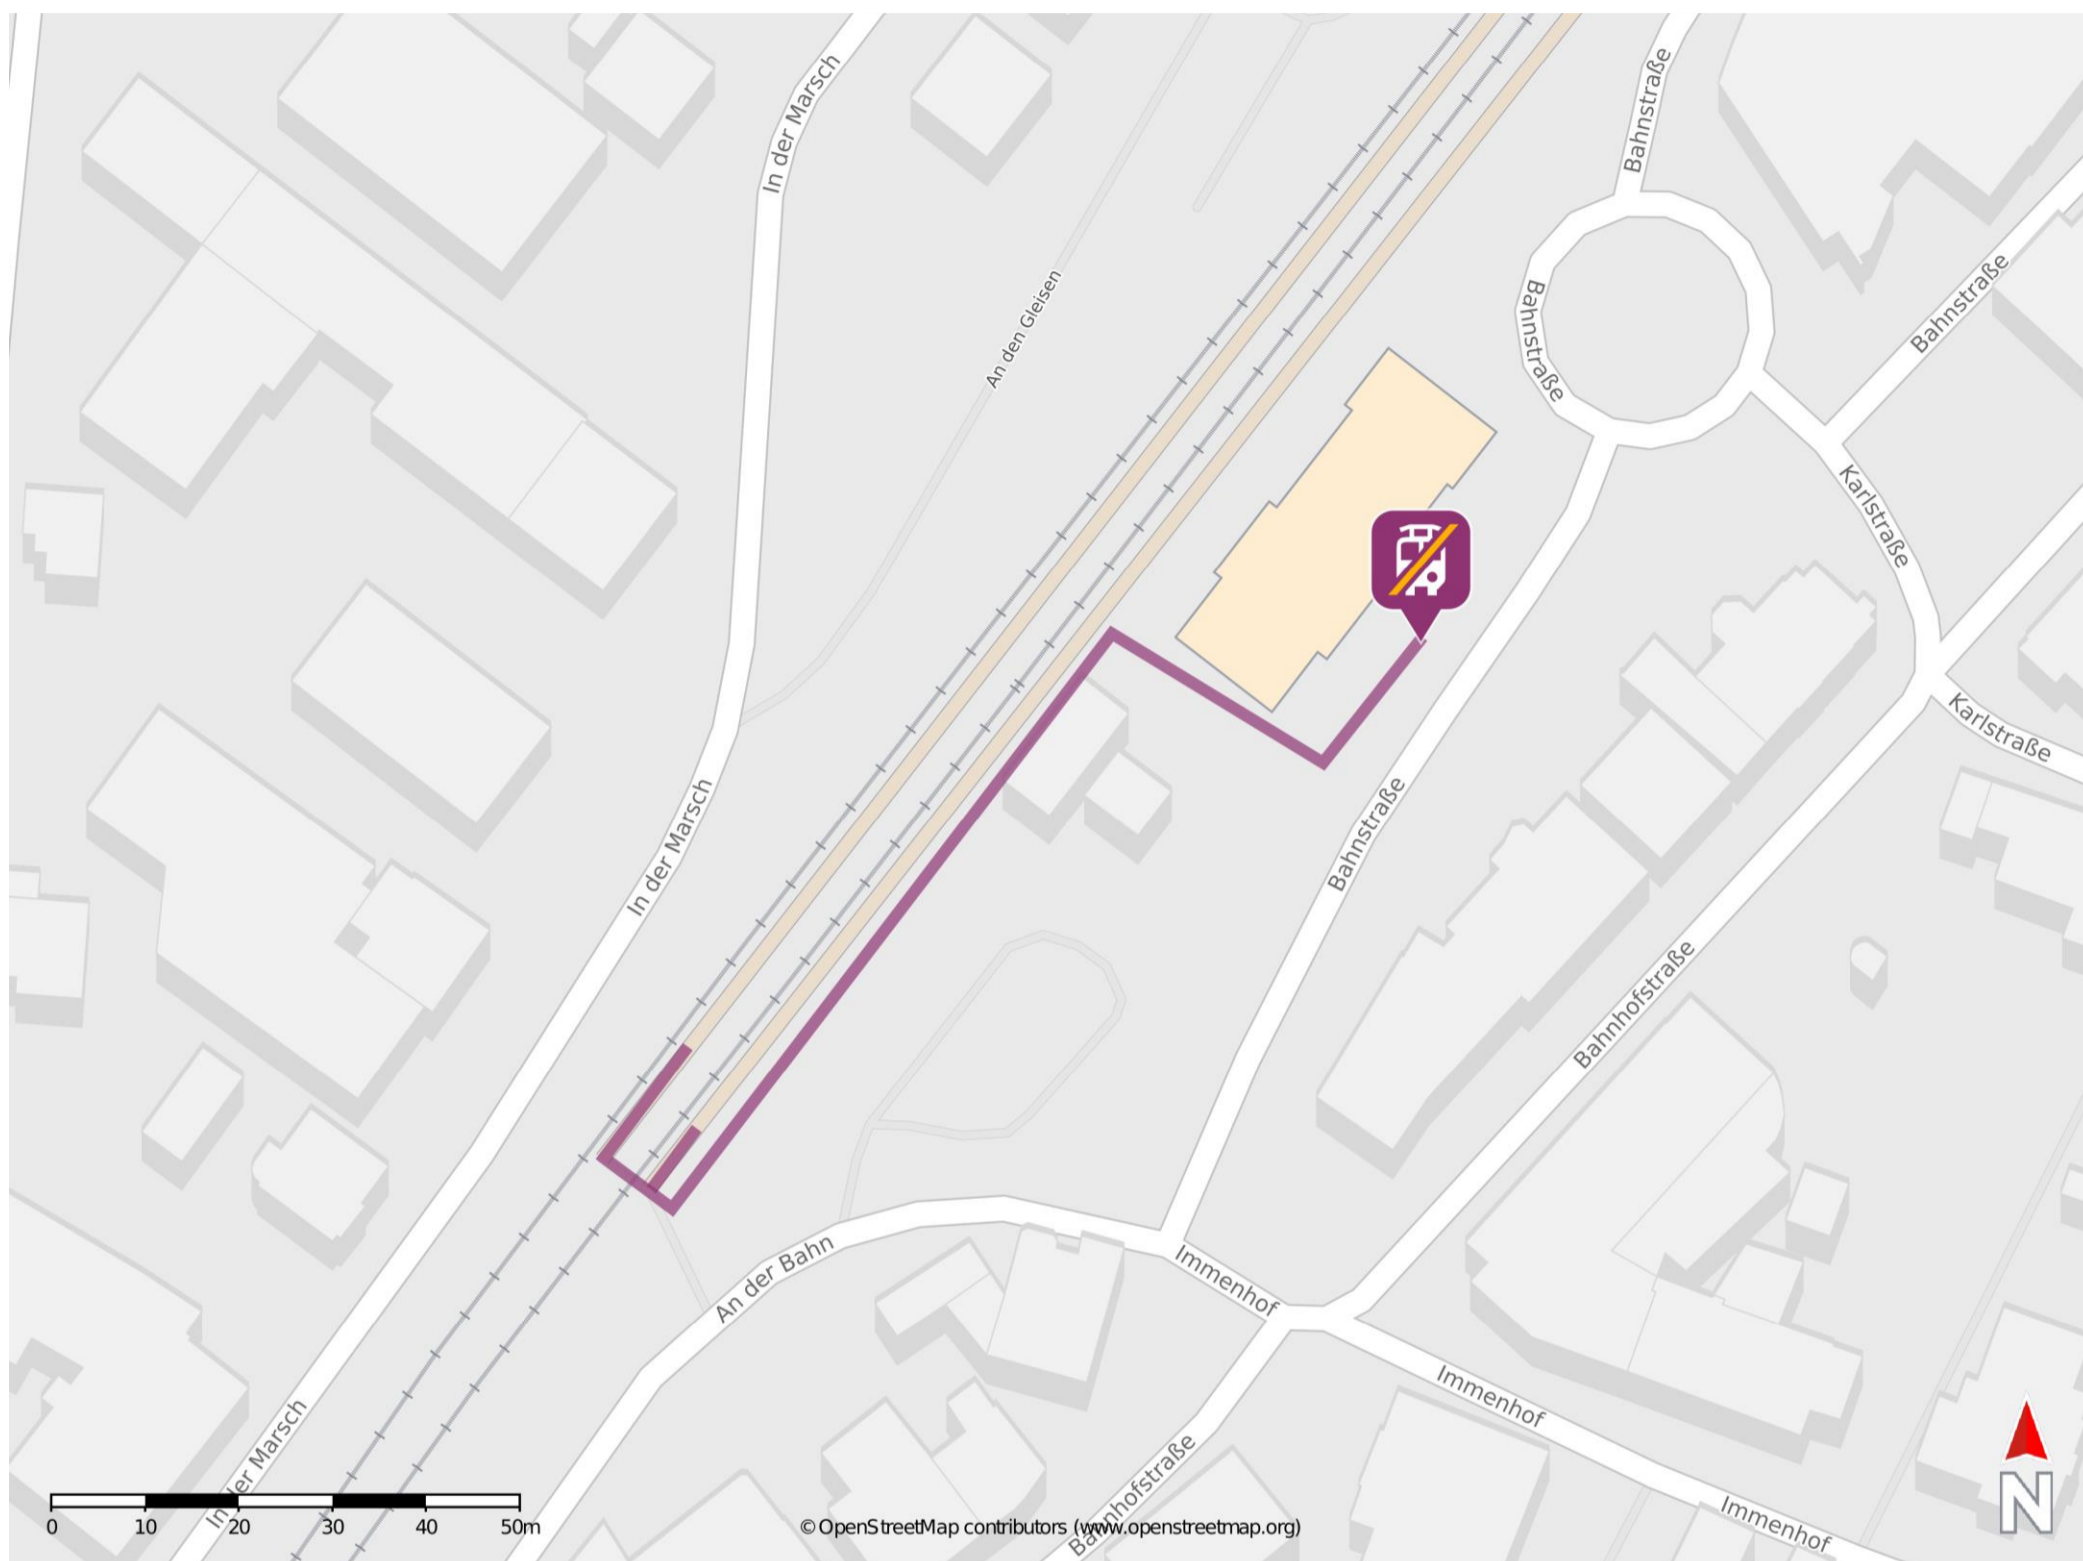 In der Marsch
Bahnstraße
Bahnstraße
An den Gleisen
Bahnstraße
Karlstraße
Karlstraße
In der Marsch
Bahnstraße
Bahnhofstraße
An der Bahn
Immenhof
Immenhof
In der Marsch
Bahnhofstraße
Immenhof
N
0 10 20 30 40 50m
© OpenStreetMap contributors (www.openstreetmap.org)